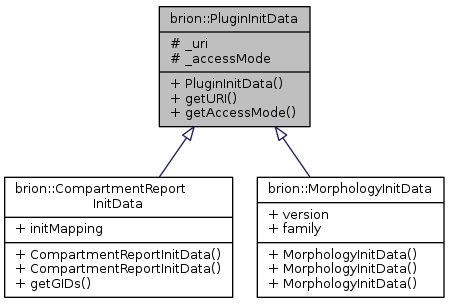 brion::PluginInitData
# _uri
# _accessMode
+ PluginInitData()
+ getURI()
+ getAccessMode()
brion::CompartmentReport
InitData
+ initMapping
+ CompartmentReportInitData()
+ CompartmentReportInitData()
+ getGIDs()
brion::MorphologyInitData
+ version
+ family
+ MorphologyInitData()
+ MorphologyInitData()
+ MorphologyInitData()